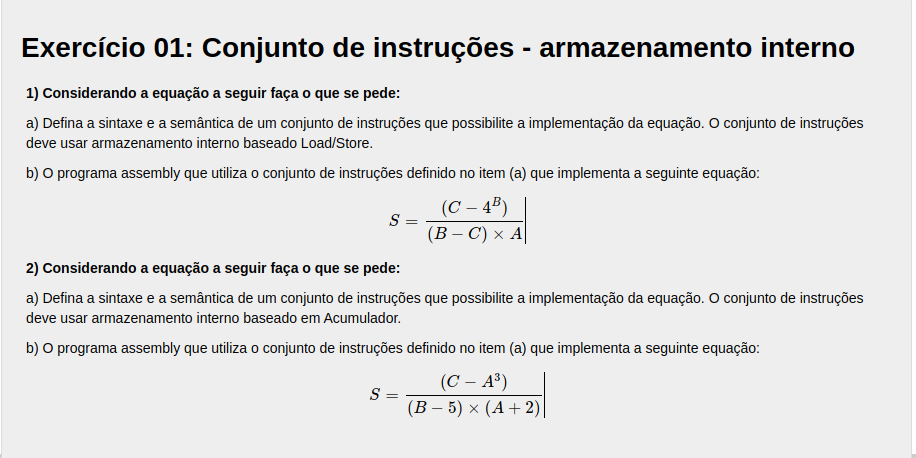 Exercício 01: Conjunto de instruções - armazenamento interno
1) Considerando a equação a seguir faça o que se pede:
a) Defina a sintaxe e a semântica de um conjunto de instruções que possibilite a implementação da equação. O conjunto de instruções
deve usar armazenamento interno baseado Load/Store.
b) O programa assembly que utiliza o conjunto de instruções definido no item (a) que implementa a seguinte equação:
S = \frac{(C - 4^B)}{(B - C) × A}
2) Considerando a equação a seguir faça o que se pede:
a) Defina a sintaxe e a semântica de um conjunto de instruções que possibilite a implementação da equação. O conjunto de instruções
deve usar armazenamento interno baseado em Acumulador.
b) O programa assembly que utiliza o conjunto de instruções definido no item (a) que implementa a seguinte equação:
S = \frac{(C - A^3)}{(B - 5) × (A + 2)}